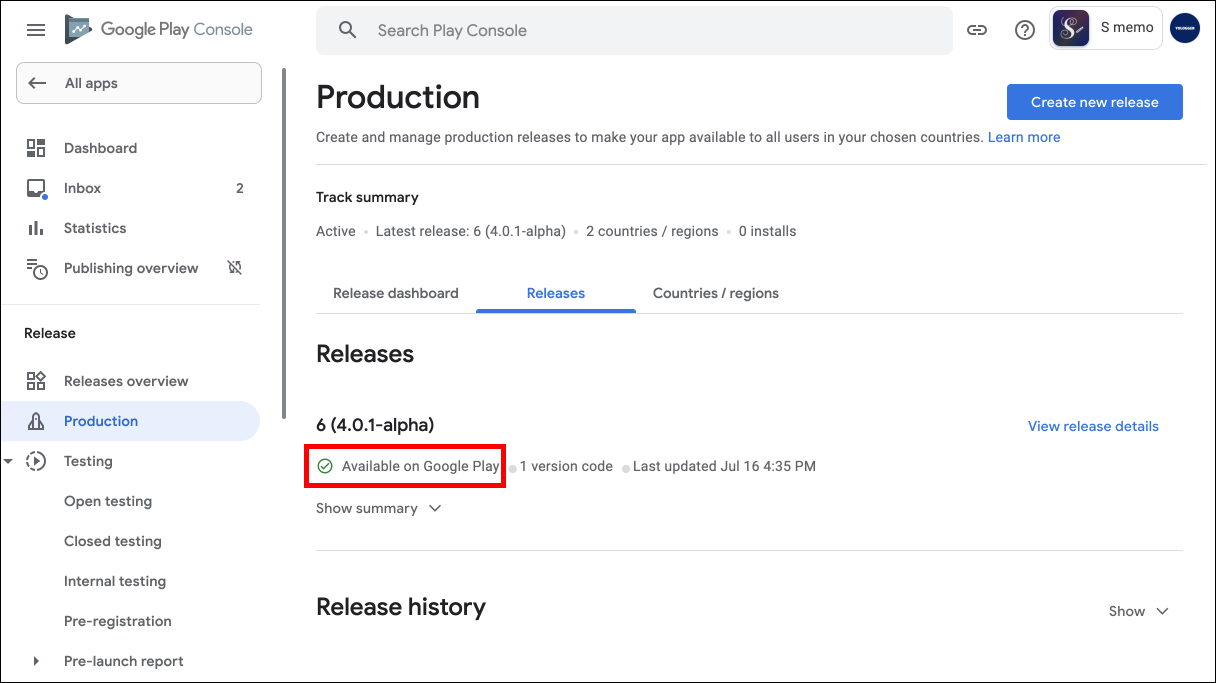 Google Play Console
Search Play Console
S memo
All apps
Dashboard
Inbox 2
Statistics
Publishing overview
Release
Releases overview
Production
Testing
Open testing
Closed testing
Internal testing
Pre-registration
Pre-launch report
Production
Create new release
Create and manage production releases to make your app available to all users in your chosen countries. Learn more
Track summary
Active • Latest release: 6 (4.0.1-alpha) • 2 countries / regions • 0 installs
Release dashboard Releases Countries / regions
Releases
6 (4.0.1-alpha)
View release details
Available on Google Play • 1 version code • Last updated Jul 16 4:35 PM
Show summary
Release history
Show